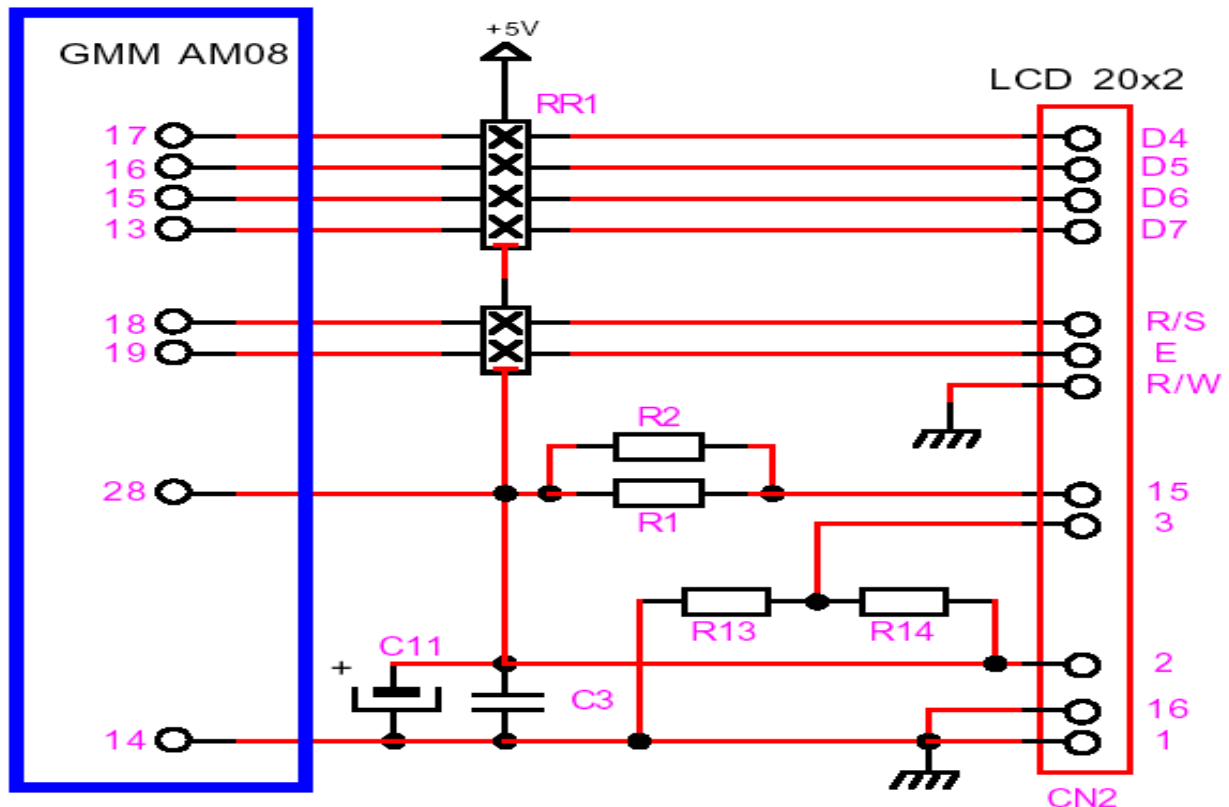 +5V
GMM AM08
LCD 20x2
RR1
17
D4
16
D5
15
D6
13
D7
18
R/S
19
E
R/W
R2
28
15
R1
3
R13
R14
C11
+
2
C3
16
14
1
CN2